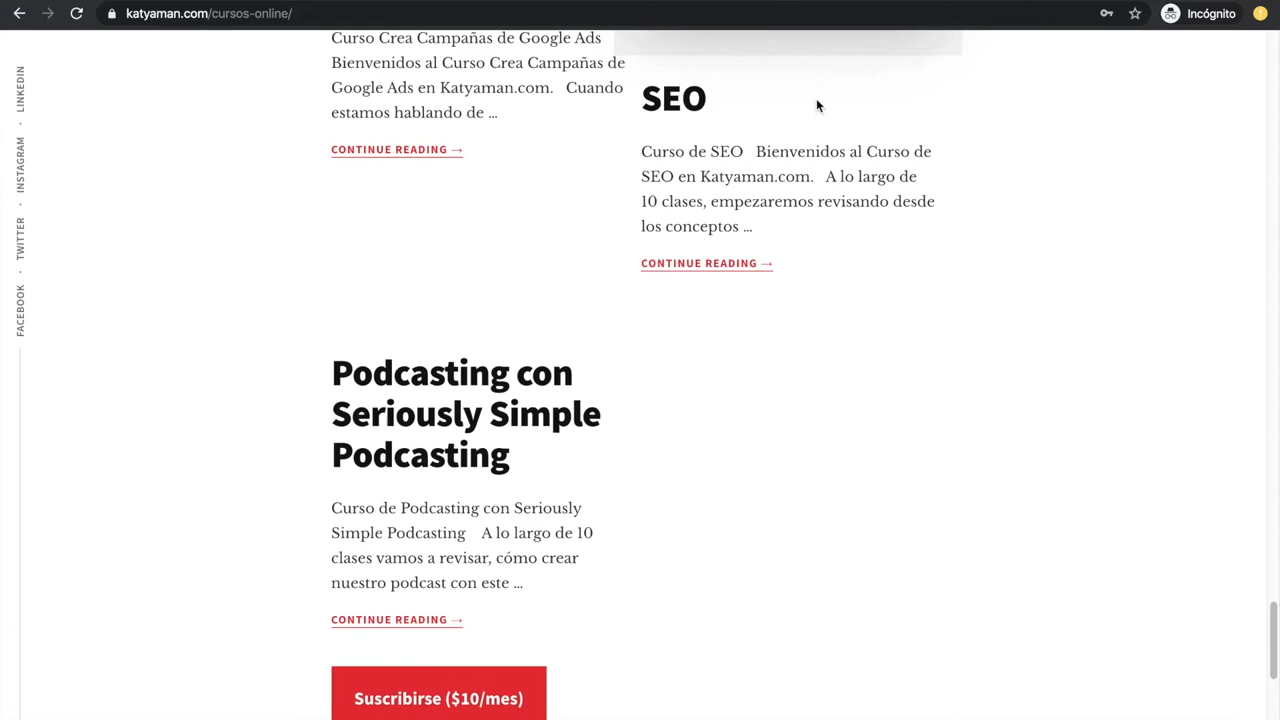 katyaman.com/cursos-online/
Incógnito
LINKEDIN
INSTAGRAM
TWITTER
FACEBOOK
Curso Crea Campañas de Google Ads
Bienvenidos al Curso Crea Campañas de
Google Ads en Katyaman.com. Cuando
estamos hablando de ...
CONTINUE READING →
SEO
Curso de SEO Bienvenidos al Curso de
SEO en Katyaman.com. A lo largo de
10 clases, empezaremos revisando desde
los conceptos ...
CONTINUE READING →
Podcasting con
Seriously Simple
Podcasting
Curso de Podcasting con Seriously
Simple Podcasting A lo largo de 10
clases vamos a revisar, cómo crear
nuestro podcast con este ...
CONTINUE READING →
Suscribirse ($10/mes)